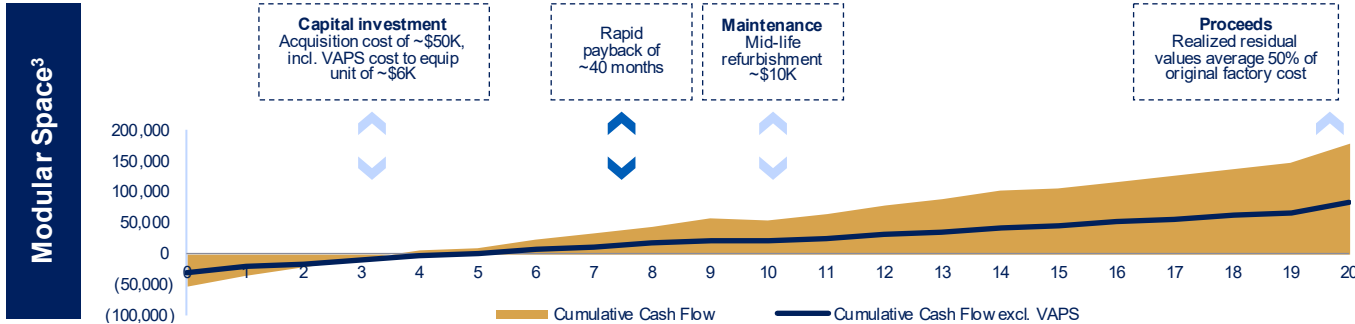 Modular Space³
Capital investment
Acquisition cost of ~$50K,
incl. VAPS cost to equip
unit of ~$6K
Rapid
payback of
~40 months
Maintenance
Mid-life
refurbishment
~$10K
Proceeds
Realized residual
values average 50% of
original factory cost
200,000
150,000
100,000
50,000
0
(50,000)
(100,000)
0 1 2 3 4 5 6 7 8 9 10 11 12 13 14 15 16 17 18 19 20
Cumulative Cash Flow
Cumulative Cash Flow excl. VAPS